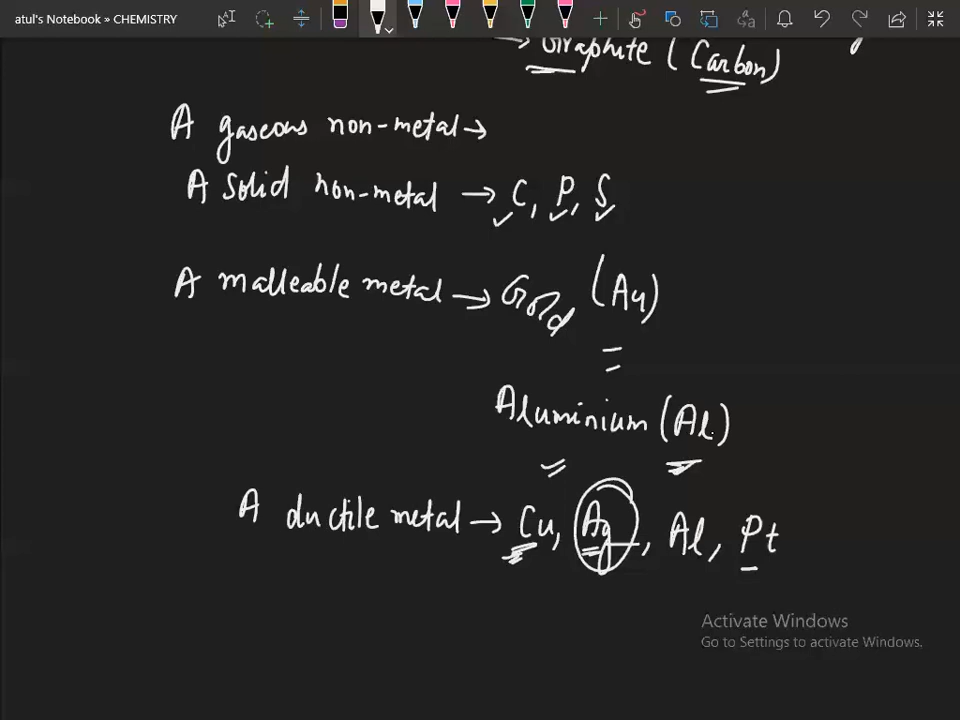 atul's Notebook » CHEMISTRY
→ Graphite (Carbon)
A gaseous non-metal →
A solid non-metal → C, P, S
A malleable metal → Gold (Au)
Aluminium (Al)
A ductile metal → Cu, Ag, Al, Pt
Activate Windows
Go to Settings to activate Windows.